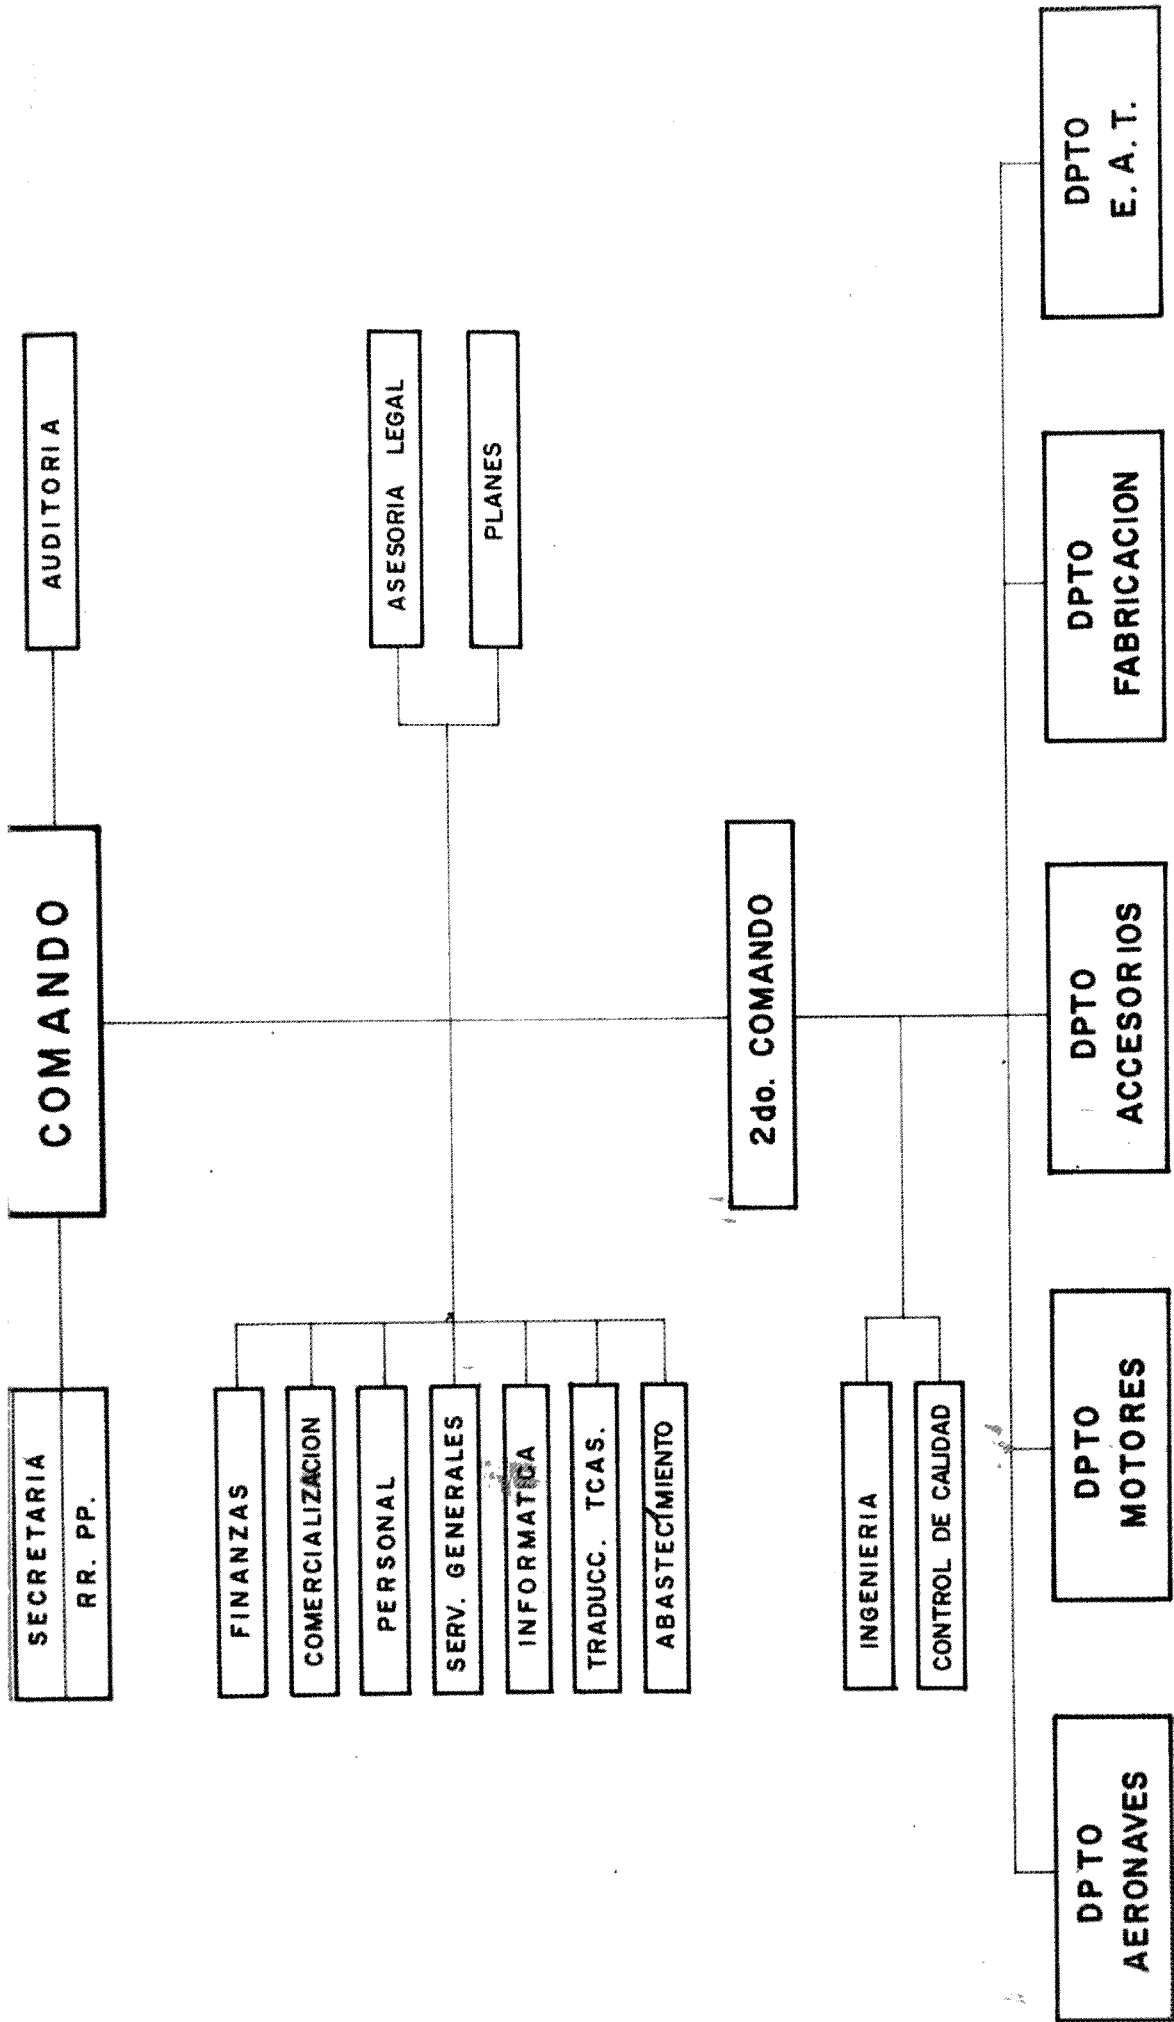 COMANDO
SECRETARIA
RR. PP.
AUDITORIA
FINANZAS
COMERCIALIZACION
PERSONAL
SERV. GENERALES
INFORMATICA
TRADUCC. TCAS.
ABASTECIMIENTO
ASESORIA LEGAL
PLANES
2do. COMANDO
INGENIERIA
CONTROL DE CALIDAD
DPTO
AERONAVES
DPTO
MOTORES
DPTO
ACCESORIOS
DPTO
FABRICACION
DPTO
E. A. T.